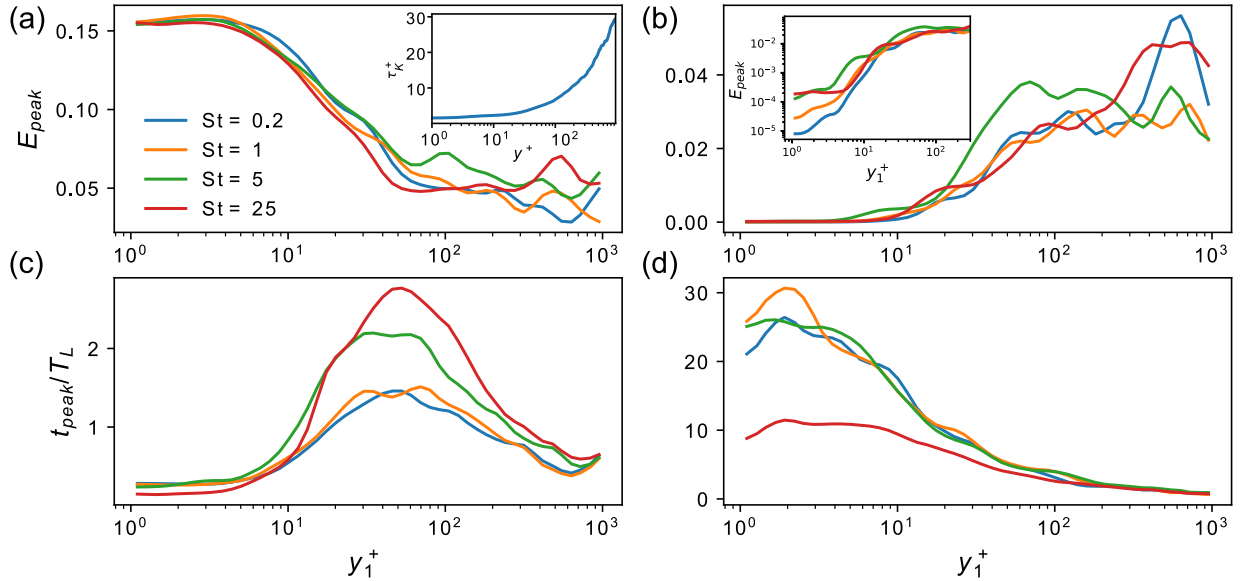 (a)
E_peak
0.15
0.10
0.05
10^0
10^1
10^2
10^3
St = 0.2
St = 1
St = 5
St = 25
τ_K^+
30
20
10
0
10^0
10^1
10^2
y^+
(b)
0.04
0.02
0.00
10^0
10^1
10^2
10^3
E_peak
10^-2
10^-3
10^-4
10^-5
10^0
10^1
10^2
y_1^+
(c)
t_peak/T_L
2
1
10^0
10^1
10^2
10^3
y_1^+
(d)
30
20
10
0
10^0
10^1
10^2
10^3
y_1^+